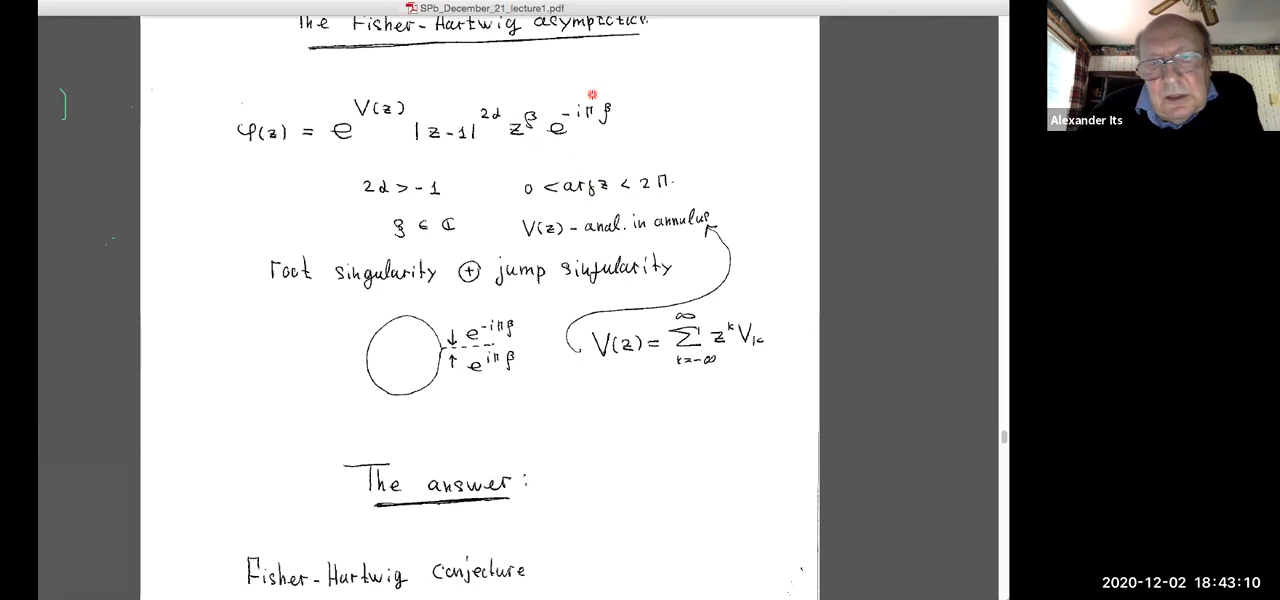 SPb_December_21_lecture1.pdf
The Fisher-Hartwig asymptotics.
φ(z) = e^{V(z)} |z-1|^{2α} z^β e^{-iπβ}
2α > -1 0 < arg z < 2π.
β ∈ ℂ V(z) - anal. in annulus
root singularity ⊕ jump singularity
e^{-iπβ}
e^{iπβ}
V(z) = ∑_{k=-∞}^{∞} z^k V_k
The answer:
Fisher-Hartwig conjecture
Alexander Its
2020-12-02 18:43:10